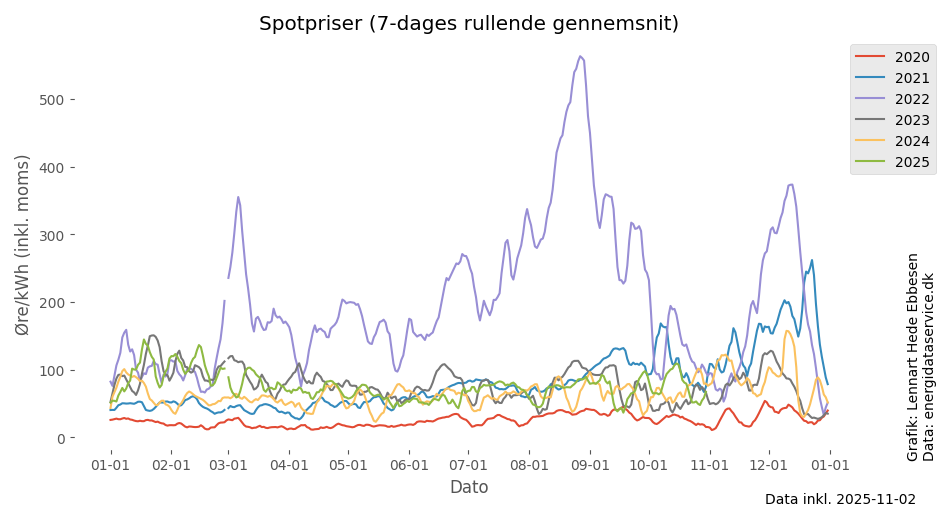 Spotpriser (7-dages rullende gennemsnit)
2020
2021
2022
2023
2024
2025
Øre/kWh (inkl. moms)
500
400
300
200
100
0
01-01 02-01 03-01 04-01 05-01 06-01 07-01 08-01 09-01 10-01 11-01 12-01 01-01
Dato
Grafik: Lennart Hede Ebbesen
Data: energidataservice.dk
Data inkl. 2025-11-02